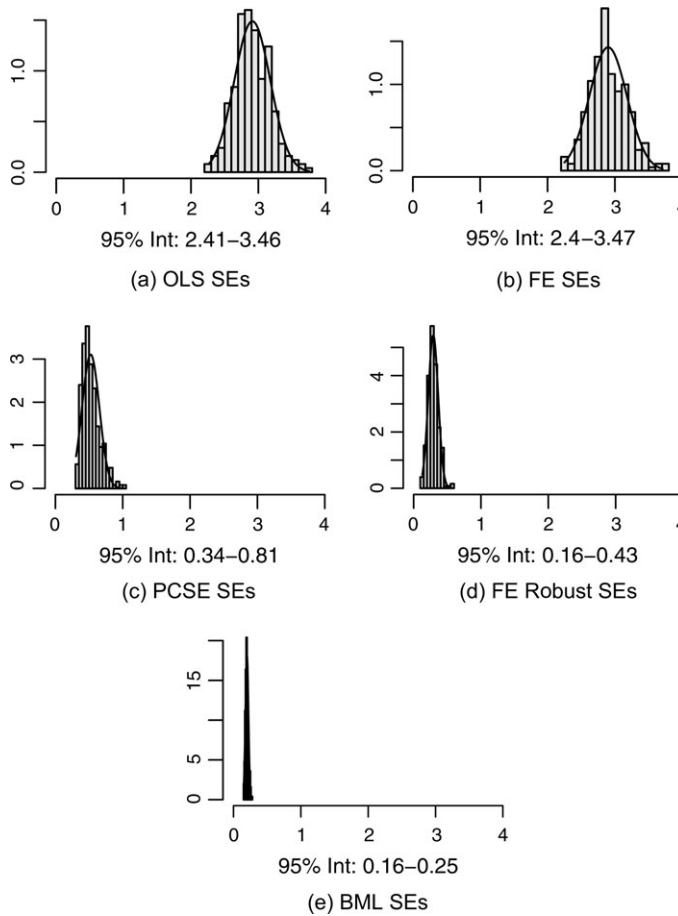 0.0 1.0
0 1 2 3 4
95% Int: 2.41–3.46
(a) OLS SEs
0.0 1.0
0 1 2 3 4
95% Int: 2.4–3.47
(b) FE SEs
0 1 2 3
0 1 2 3 4
95% Int: 0.34–0.81
(c) PCSE SEs
0 2 4
0 1 2 3 4
95% Int: 0.16–0.43
(d) FE Robust SEs
0 5 15
0 1 2 3 4
95% Int: 0.16–0.25
(e) BML SEs